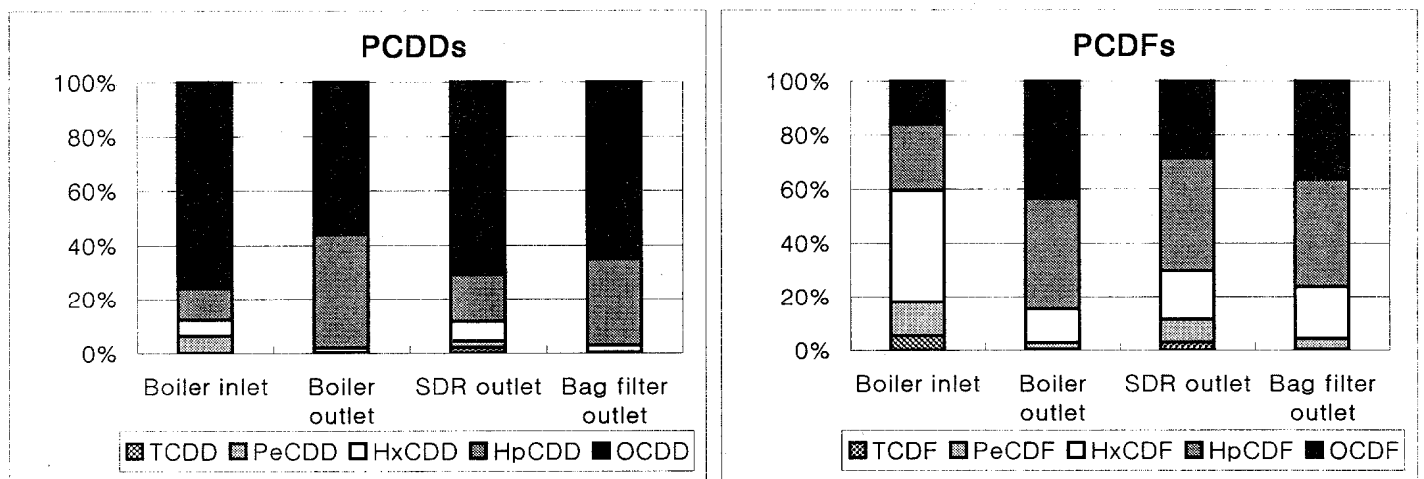 PCDDs
100%
80%
60%
40%
20%
0%
Boiler inlet
Boiler
outlet
SDR outlet
Bag filter
outlet
TCDD PeCDD HxCDD HpCDD OCDD
PCDFs
100%
80%
60%
40%
20%
0%
Boiler inlet
Boiler
outlet
SDR outlet
Bag filter
outlet
TCDF PeCDF HxCDF HpCDF OCDF